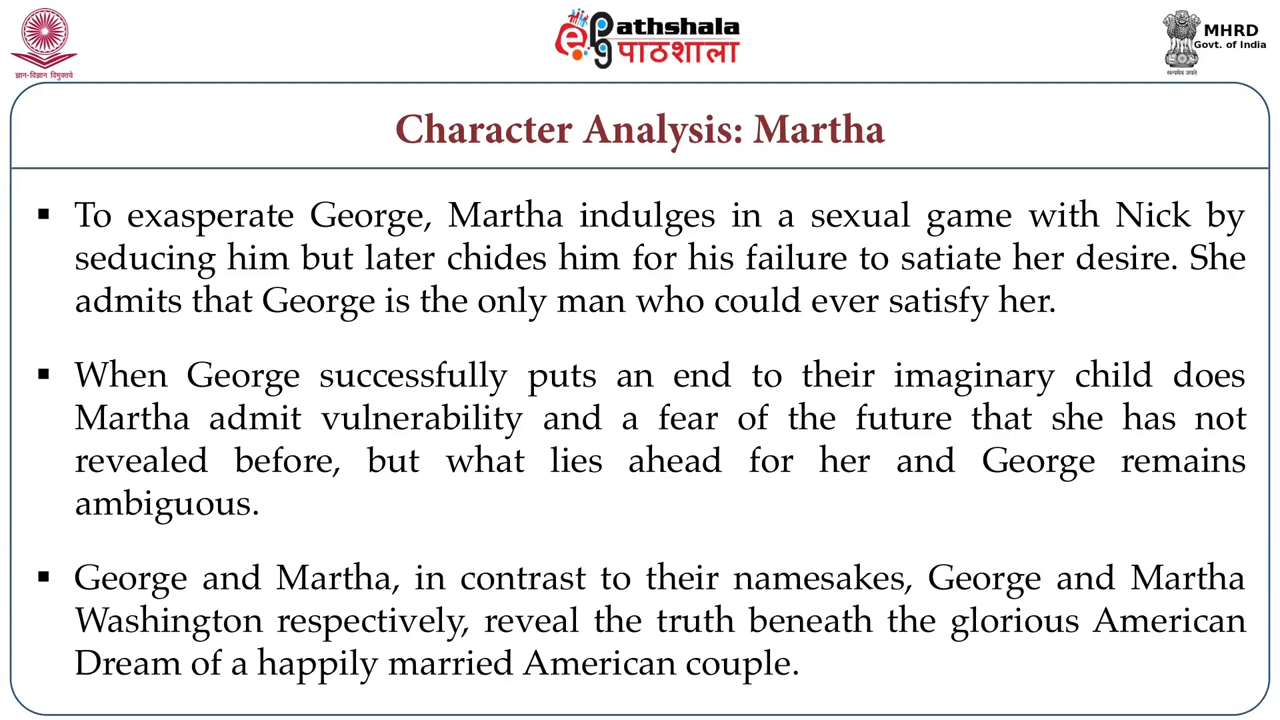 ज्ञान-विज्ञान विमुक्तये
ePathshala
पाठशाला
MHRD
Govt. of India
सत्यमेव जयते
Character Analysis: Martha
▪ To exasperate George, Martha indulges in a sexual game with Nick by
seducing him but later chides him for his failure to satiate her desire. She
admits that George is the only man who could ever satisfy her.
▪ When George successfully puts an end to their imaginary child does
Martha admit vulnerability and a fear of the future that she has not
revealed before, but what lies ahead for her and George remains
ambiguous.
▪ George and Martha, in contrast to their namesakes, George and Martha
Washington respectively, reveal the truth beneath the glorious American
Dream of a happily married American couple.